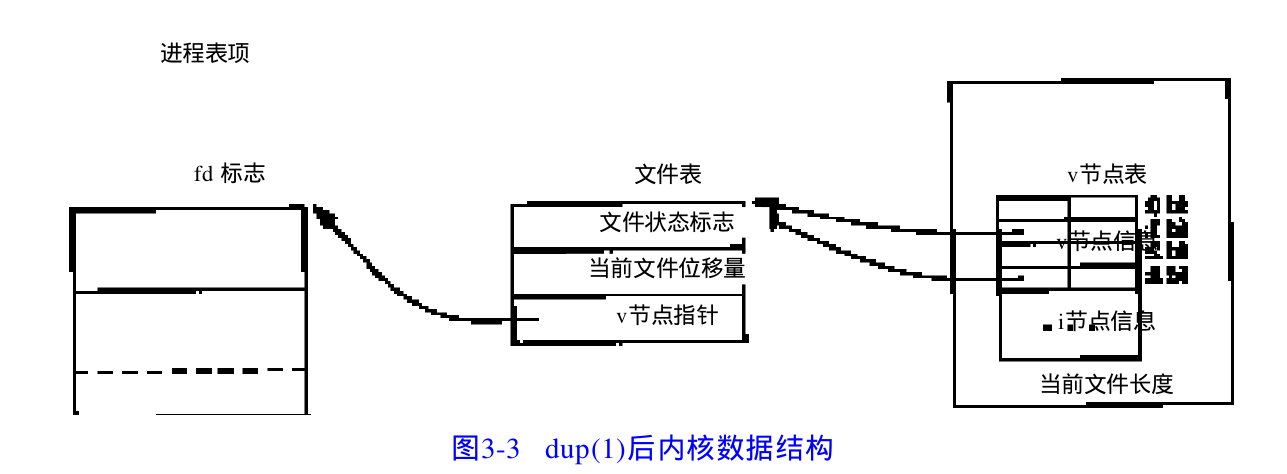 进程表项
fd 标志
文件表
v节点表
文件状态标志
v节点信息
当前文件位移量
v节点指针
i节点信息
当前文件长度
图3-3 dup(1)后内核数据结构